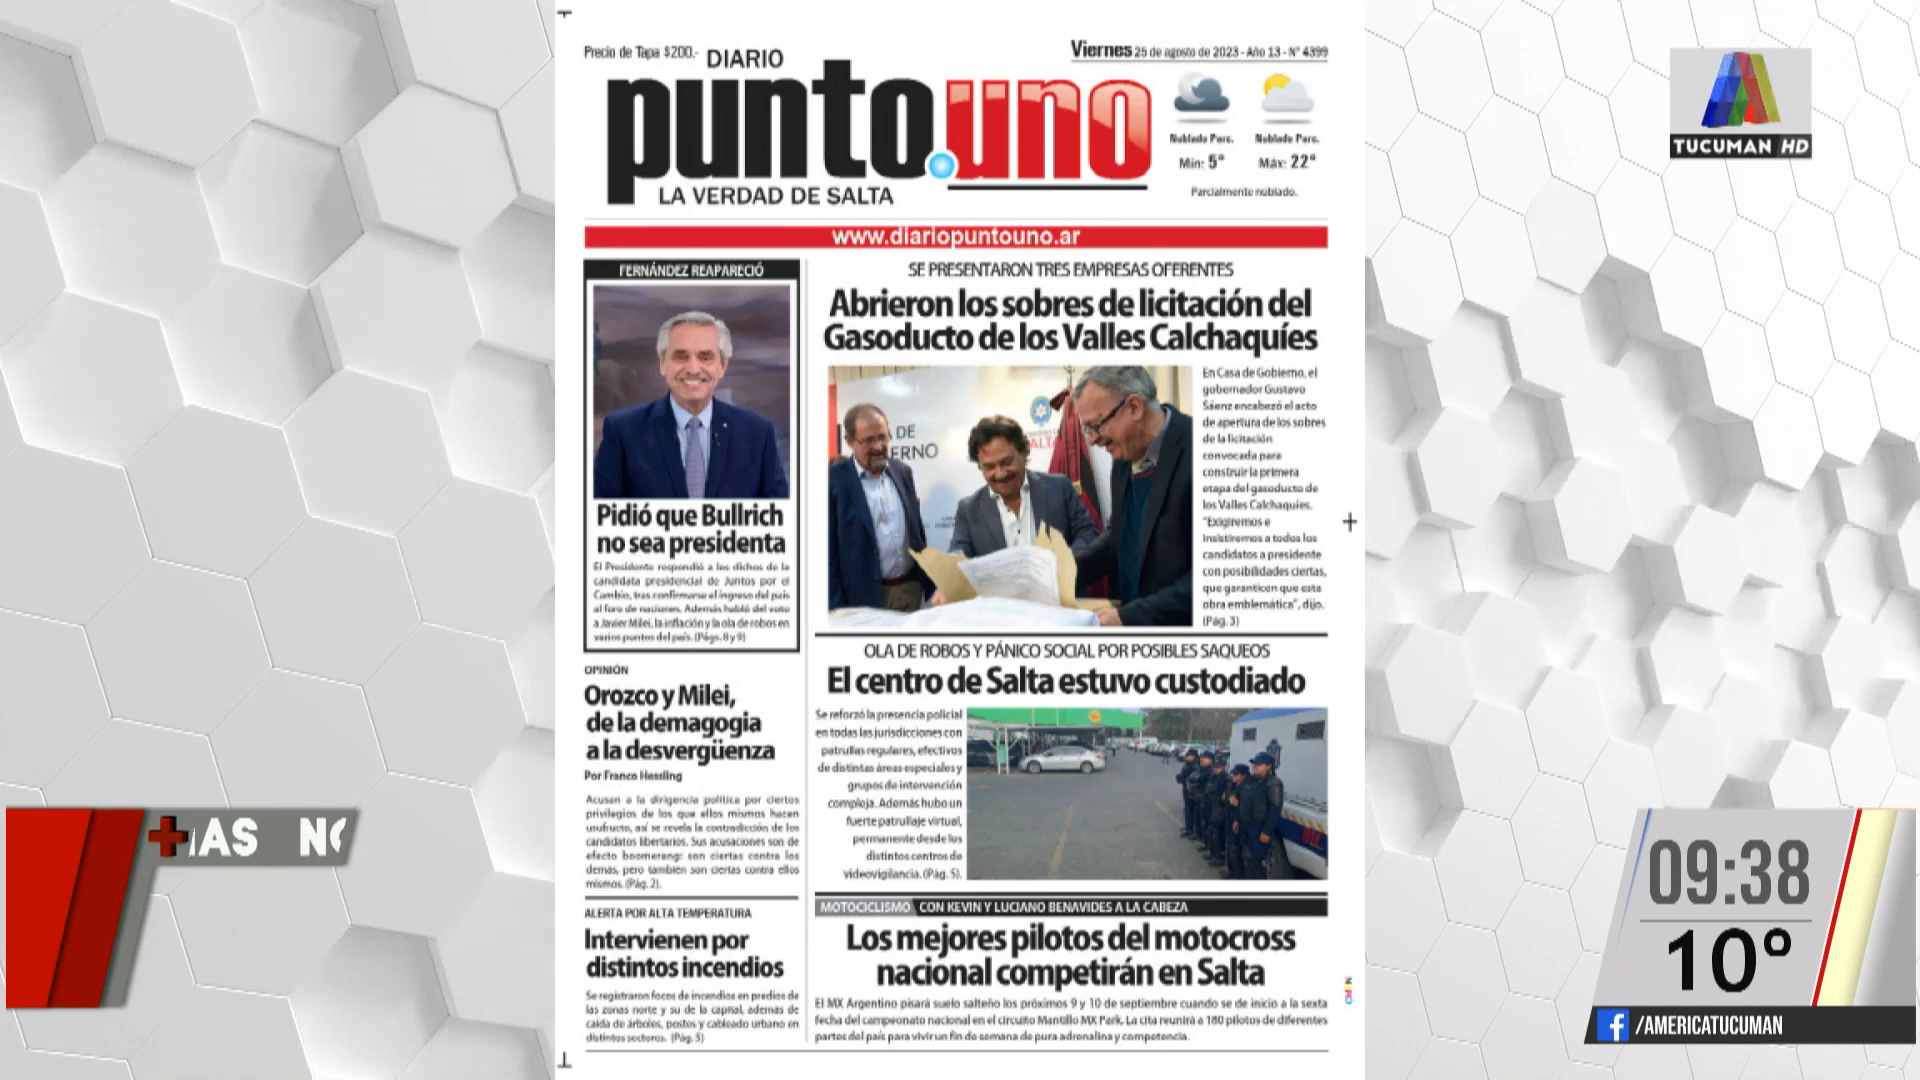 Precio de Tapa $200.-
DIARIO
Viernes 25 de agosto de 2023 - Año 13 - N° 4399
punto.uno
LA VERDAD DE SALTA
Nublado Parc.
Nublado Parc.
Mín: 5°
Máx: 22°
Parcialmente nublado.
www.diariopuntouno.ar
FERNÁNDEZ REAPARECIÓ
Pidió que Bullrich
no sea presidenta
El Presidente respondió a los dichos de la
candidata presidencial de Juntos por el
Cambio, tras confirmarse el ingreso del país
al foro de naciones. Además habló del voto
a Javier Milei, la inflación y la ola de robos en
varios puntos del país. (Págs. 8 y 9)
OPINIÓN
Orozco y Milei,
de la demagogia
a la desvergüenza
Por Franco Hessling
Acusan a la dirigencia política por ciertos
privilegios de los que ellos mismos hacen
usufructo, así se revela la contradicción de los
candidatos libertarios. Sus acusaciones son de
efecto boomerang: son ciertas contra los
demás, pero también son ciertas contra ellos
mismos. (Pág. 2).
ALERTA POR ALTA TEMPERATURA
Intervienen por
distintos incendios
Se registraron focos de incendios en predios de
las zonas norte y su de la capital, además de
caída de árboles, postes y cableado urbano en
distintos sectores. (Pág. 5)
SE PRESENTARON TRES EMPRESAS OFERENTES
Abrieron los sobres de licitación del
Gasoducto de los Valles Calchaquíes
DE
ERNO
ALTA
En Casa de Gobierno, el
gobernador Gustavo
Sáenz encabezó el acto
de apertura de los sobres
de la licitación
convocada para
construir la primera
etapa del gasoducto de
los Valles Calchaquíes.
"Exigiremos e
insistiremos a todos los
candidatos a presidente
con posibilidades ciertas,
que garanticen que esta
obra emblemática", dijo.
(Pág. 3)
OLA DE ROBOS Y PÁNICO SOCIAL POR POSIBLES SAQUEOS
El centro de Salta estuvo custodiado
Se reforzó la presencia policial
en todas las jurisdicciones con
patrullas regulares, efectivos
de distintas áreas especiales y
grupos de intervención
compleja. Además hubo un
fuerte patrullaje virtual,
permanente desde los
distintos centros de
videovigilancia. (Pág. 5).
MOTOCICLISMO CON KEVIN Y LUCIANO BENAVIDES A LA CABEZA
Los mejores pilotos del motocross
nacional competirán en Salta
El MX Argentino pisará suelo salteño los próximos 9 y 10 de septiembre cuando se de inicio a la sexta
fecha del campeonato nacional en el circuito Mantillo MX Park. La cita reunirá a 180 pilotos de diferentes
partes del país para vivir un fin de semana de pura adrenalina y competencia.
TUCUMAN HD
MAS NO
09:38
10°
/AMERICATUCUMAN